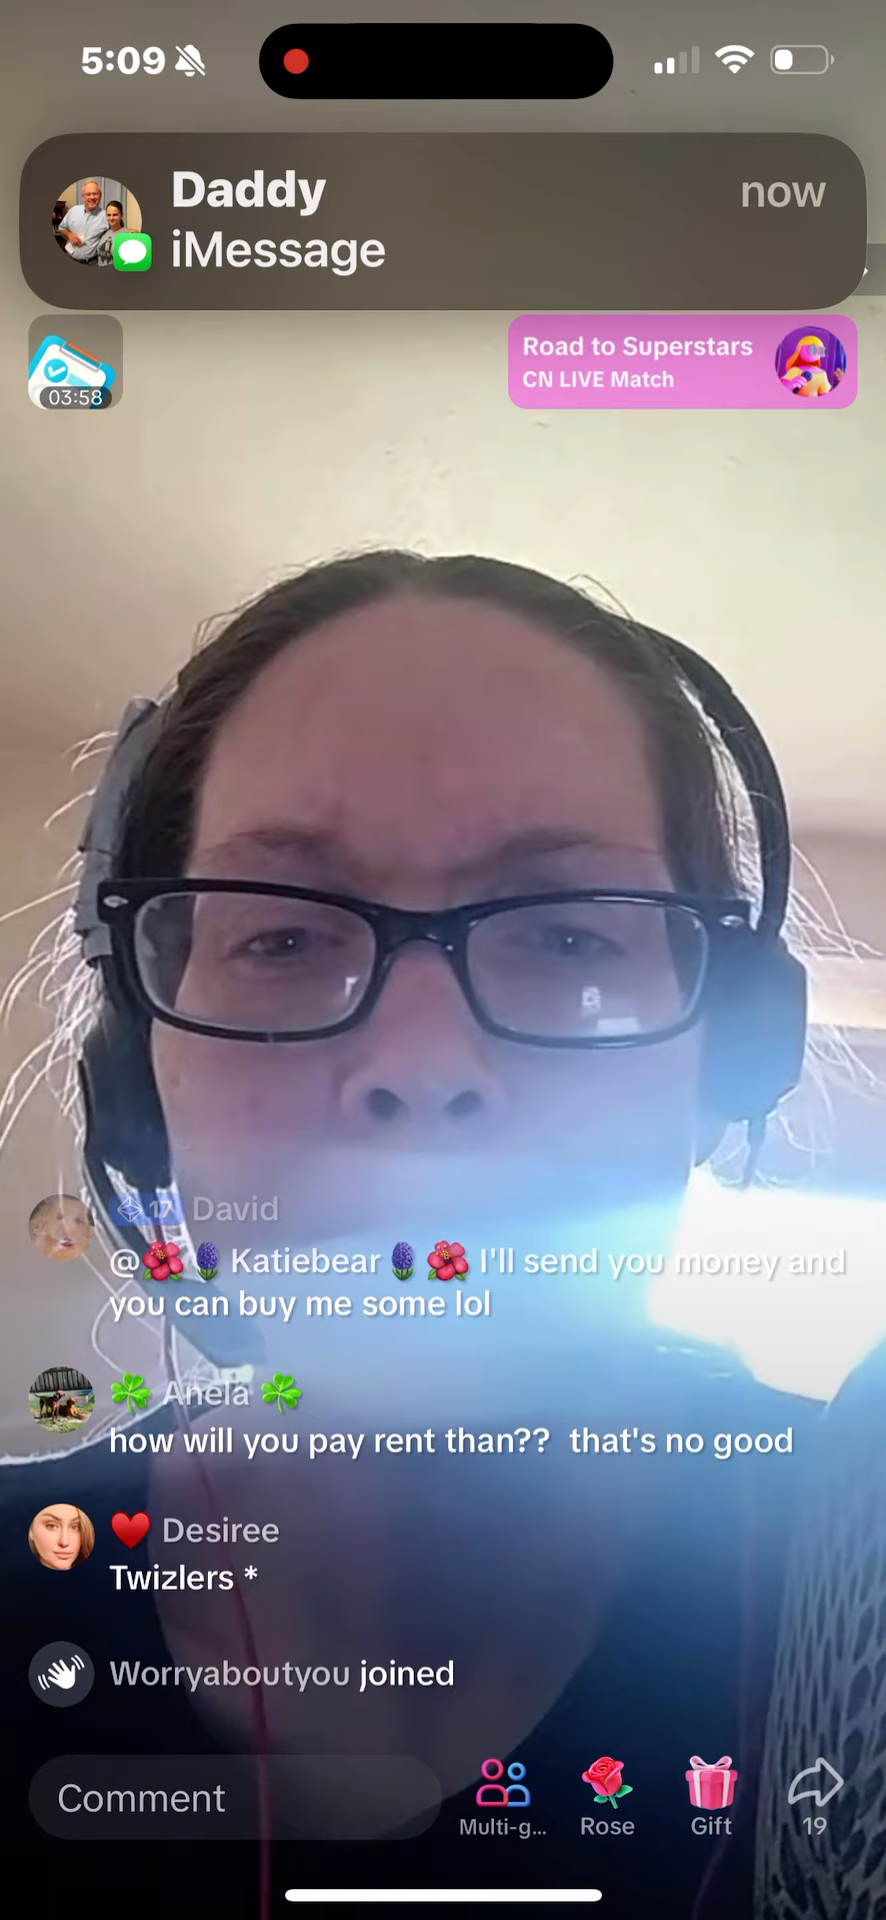 5:09
Daddy
now
iMessage
03:58
Road to Superstars
CN LIVE Match
17 David
@🌺🪻Katiebear🪻🌺 I'll send you money and
you can buy me some lol
☘️ Anela ☘️
how will you pay rent than?? that's no good
❤️ Desiree
Twizlers *
Worryaboutyou joined
Comment
Multi-g...
Rose
Gift
19